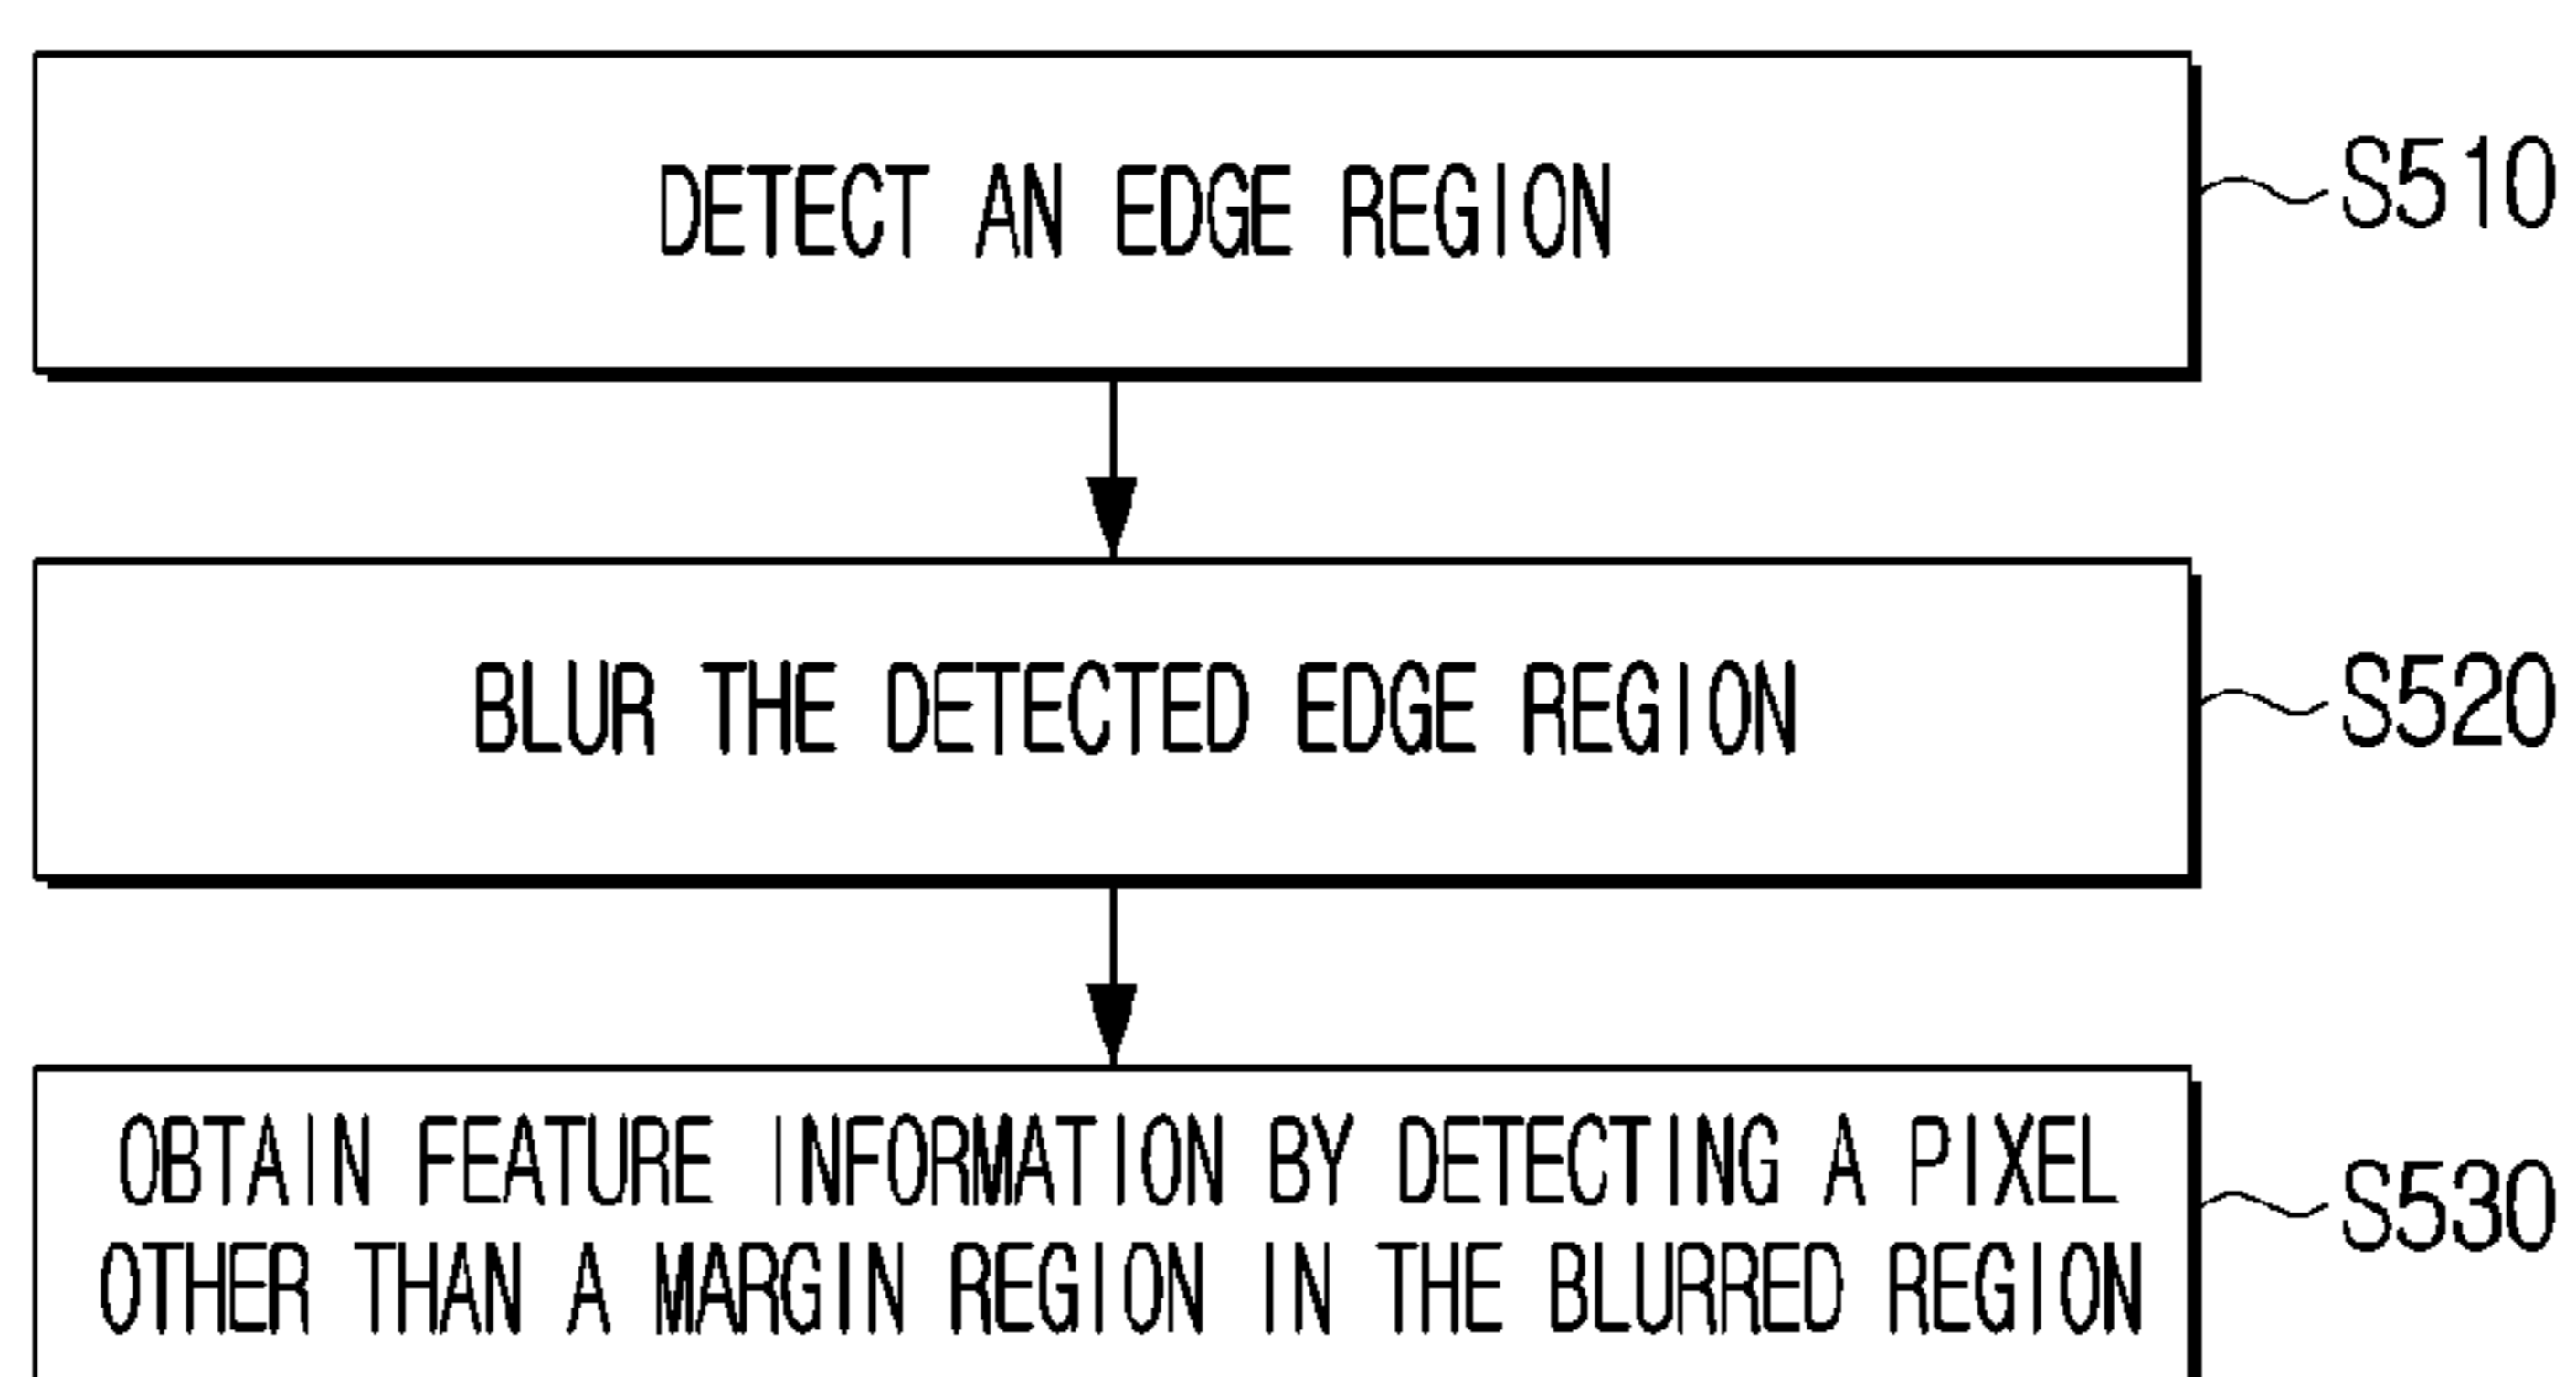 DETECT AN EDGE REGION
S510
BLUR THE DETECTED EDGE REGION
S520
OBTAIN FEATURE INFORMATION BY DETECTING A PIXEL
OTHER THAN A MARGIN REGION IN THE BLURRED REGION
S530